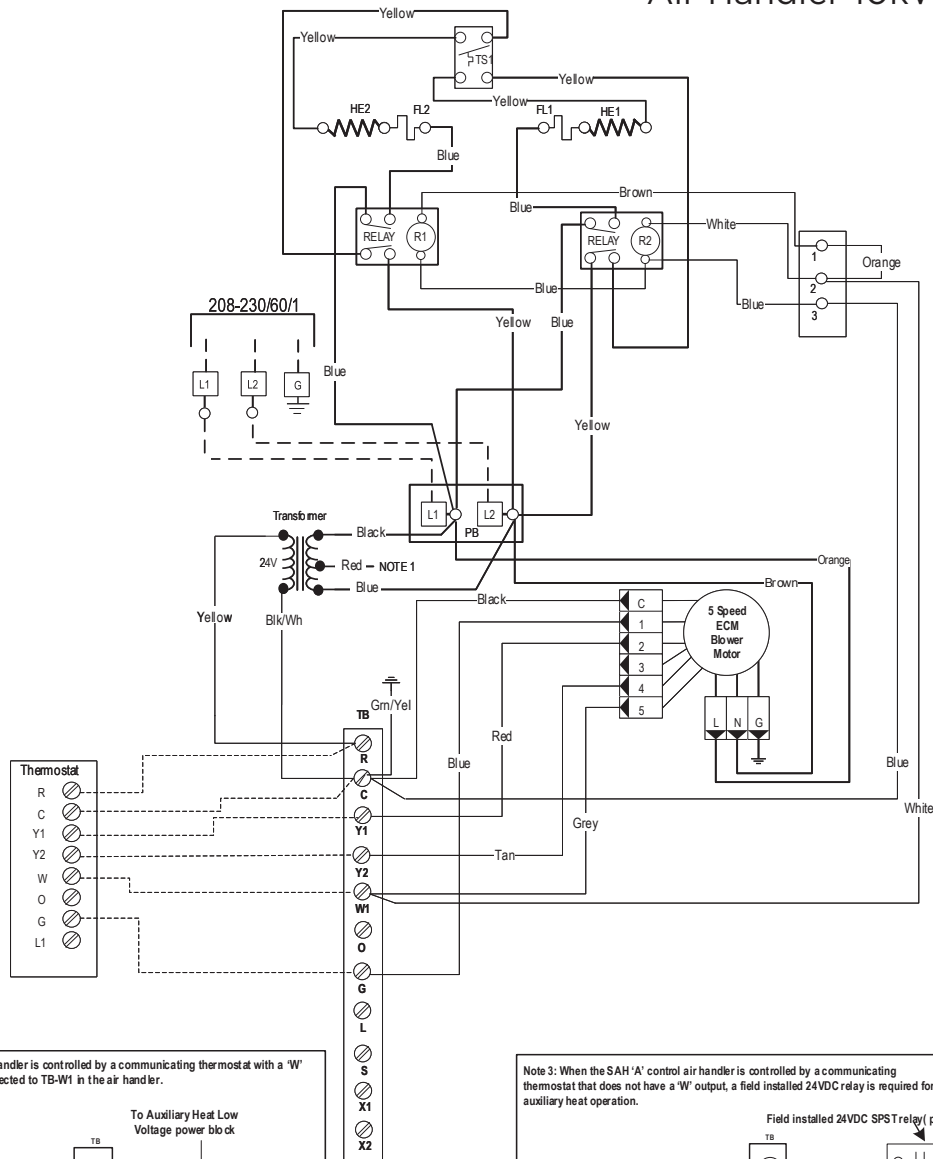 Air Handler 10kW
Yellow
Yellow
TS1
Yellow
Yellow
HE2
FL2
FL1
HE1
Blue
Brown
Blue
White
RELAY
R1
RELAY
R2
1
Orange
2
3
Blue
Blue
208-230/60/1
Yellow
Blue
L1
L2
G
Blue
Yellow
L1
L2
PB
Transformer
Black
24V
Red – NOTE 1
Blue
Orange
Brown
Black
Yellow
Blk/Wh
C
1
2
3
4
5
5 Speed
ECM
Blower
Motor
L
N
G
Grn/Yel
TB
Red
Blue
Blue
White
Grey
Tan
Thermostat
R
C
Y1
Y2
W
O
G
L1
R
C
Y1
Y2
W1
O
G
L
S
X1
X2
andler is controlled by a communicating thermostat with a ‘W’
ected to TB-W1 in the air handler.
To Auxiliary Heat Low
Voltage power block
TB
Note 3: When the SAH ‘A’ control air handler is controlled by a communicating
thermostat that does not have a ‘W’ output, a field installed 24VDC relay is required for
auxiliary heat operation.
Field installed 24VDC SPST relay( p
TB